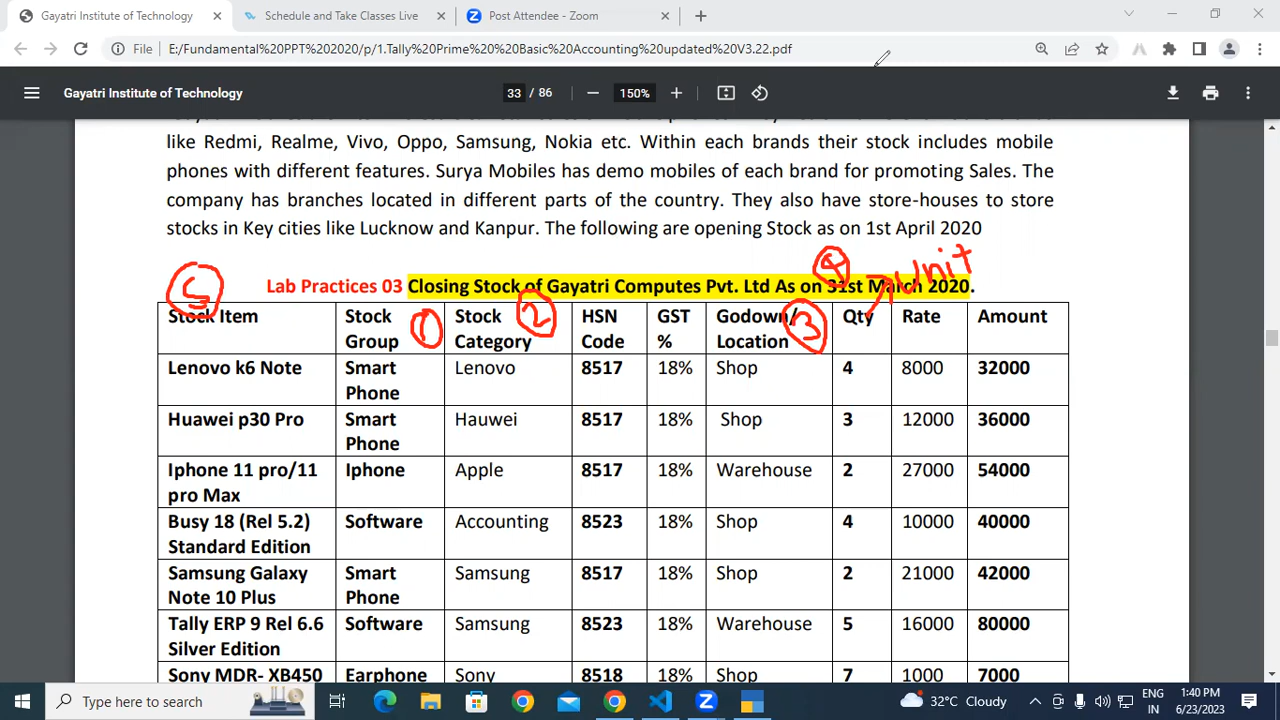 Gayatri Institute of Technology
Schedule and Take Classes Live
Post Attendee - Zoom
File
E:/Fundamental%20PPT%202020/p/1.Tally%20Prime%20%20Basic%20Accounting%20updated%20V3.22.pdf
Gayatri Institute of Technology
33 / 86
150%
like Redmi, Realme, Vivo, Oppo, Samsung, Nokia etc. Within each brands their stock includes mobile
phones with different features. Surya Mobiles has demo mobiles of each brand for promoting Sales. The
company has branches located in different parts of the country. They also have store-houses to store
stocks in Key cities like Lucknow and Kanpur. The following are opening Stock as on 1st April 2020
4 Unit
5
Lab Practices 03 Closing Stock of Gayatri Computes Pvt. Ltd As on 31st March 2020.
1 2 3
Stock Item Stock Group Stock Category HSN Code GST % Godown/ Location Qty Rate Amount
Lenovo k6 Note Smart Phone Lenovo 8517 18% Shop 4 8000 32000
Huawei p30 Pro Smart Phone Hauwei 8517 18% Shop 3 12000 36000
Iphone 11 pro/11 pro Max Iphone Apple 8517 18% Warehouse 2 27000 54000
Busy 18 (Rel 5.2) Standard Edition Software Accounting 8523 18% Shop 4 10000 40000
Samsung Galaxy Note 10 Plus Smart Phone Samsung 8517 18% Shop 2 21000 42000
Tally ERP 9 Rel 6.6 Silver Edition Software Samsung 8523 18% Warehouse 5 16000 80000
Sony MDR- XB450 Earphone Sony 8518 18% Shop 7 1000 7000
Type here to search
32°C Cloudy
ENG
IN
1:40 PM
6/23/2023